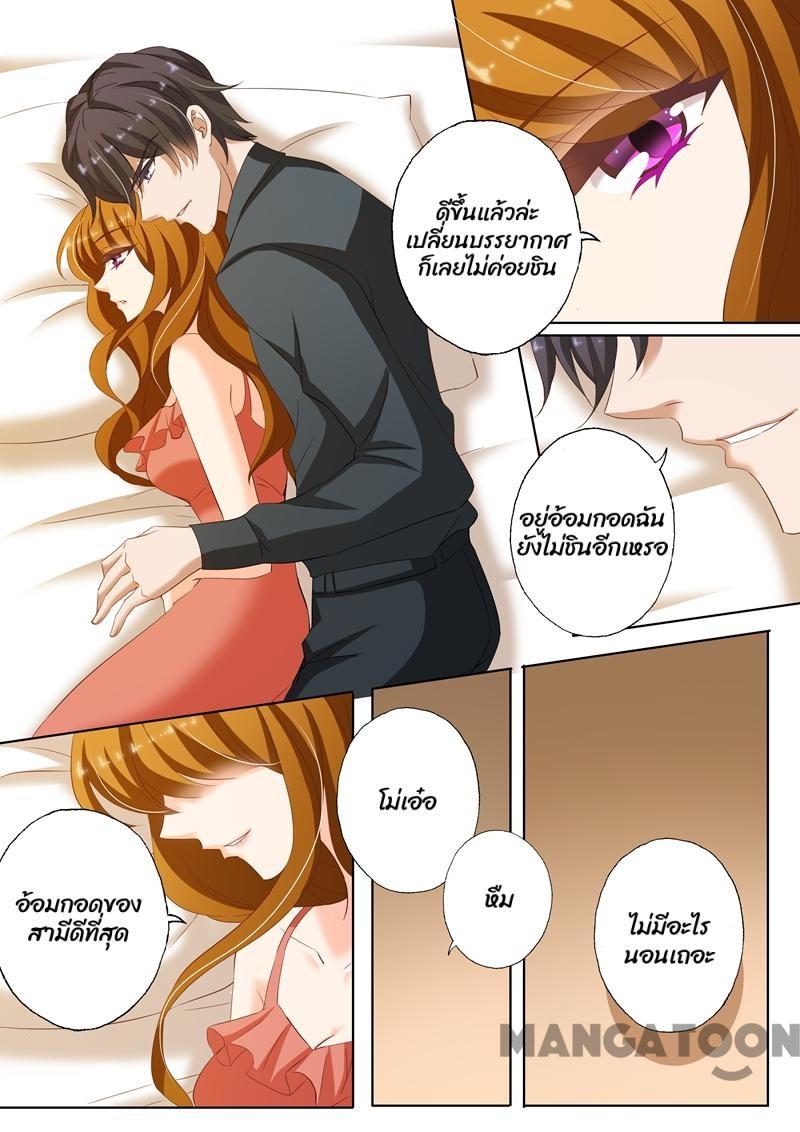 ดีขึ้นแล้วล่ะ
เปลี่ยนบรรยากาศ
ก็เลยไม่ค่อยชิน
อยู่อ้อมกอดฉัน
ยังไม่ชินอีกเหรอ
อ้อมกอดของ
สามีดีที่สุด
โม่เอ๋อ
หืม
ไม่มีอะไร
นอนเถอะ
MANGATOON